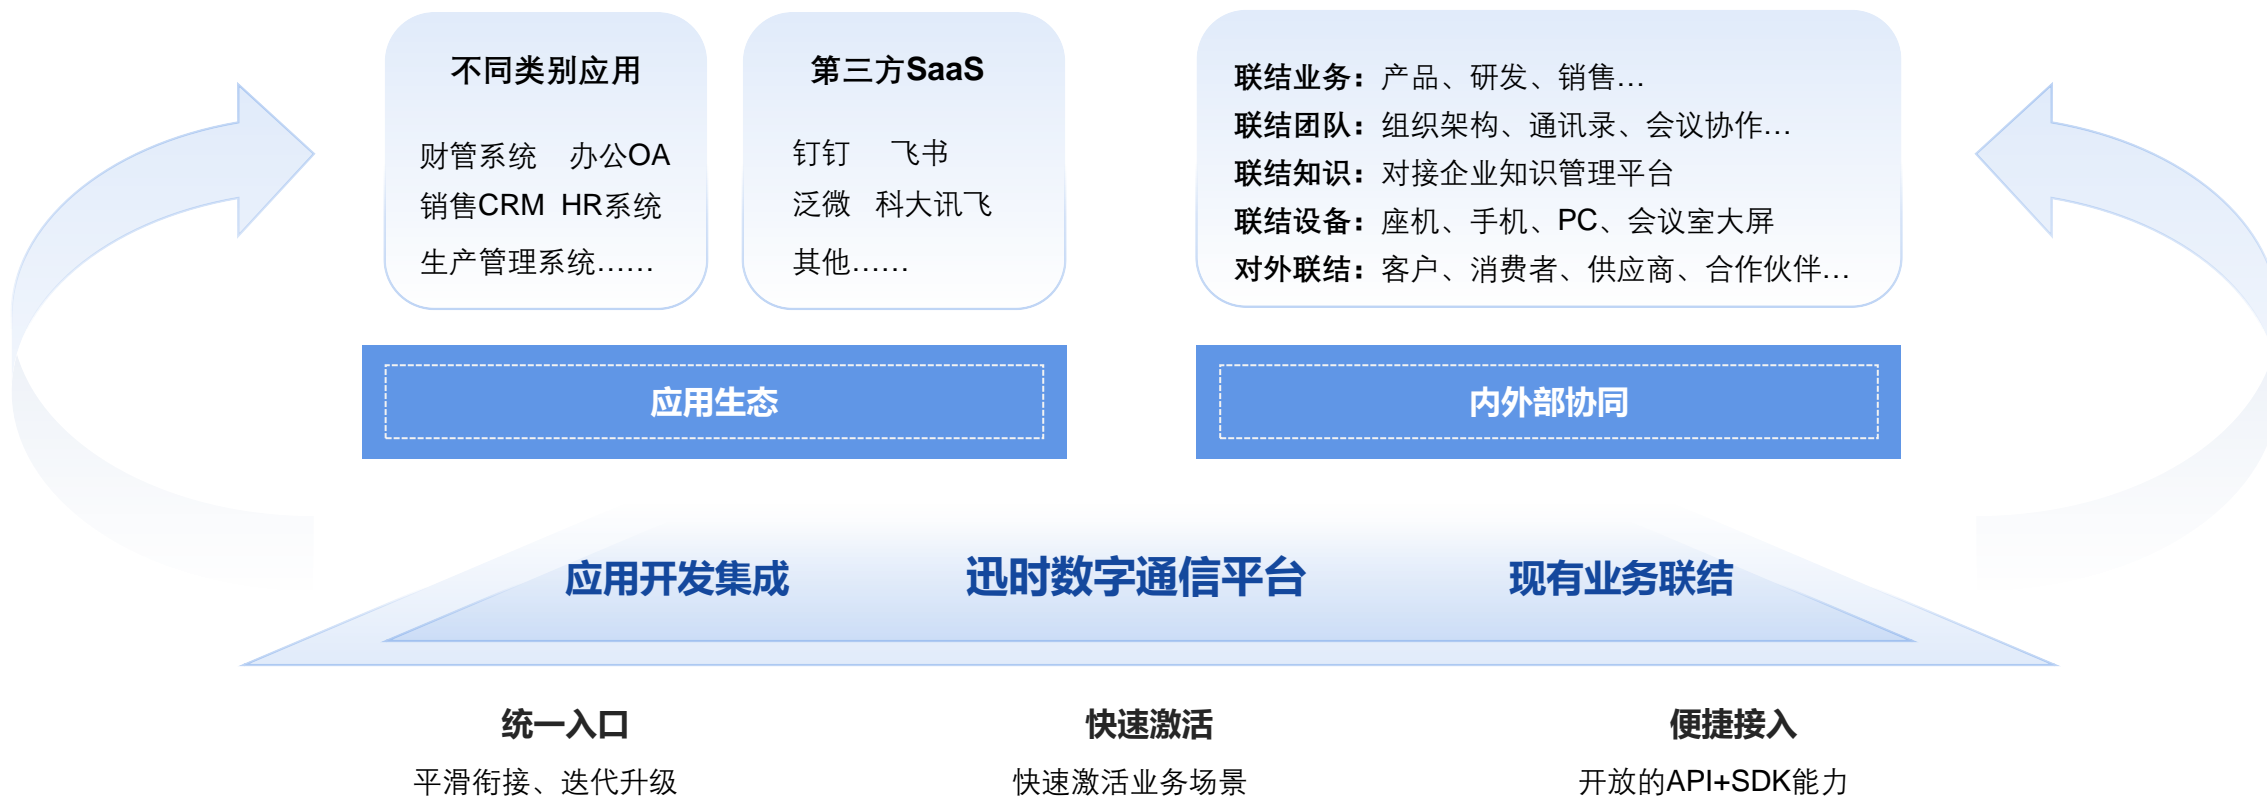 不同类别应用
财管系统 办公OA
销售CRM HR系统
生产管理系统……
第三方SaaS
钉钉 飞书
泛微 科大讯飞
其他……
联结业务：产品、研发、销售…
联结团队：组织架构、通讯录、会议协作…
联结知识：对接企业知识管理平台
联结设备：座机、手机、PC、会议室大屏
对外联结：客户、消费者、供应商、合作伙伴…
应用生态
内外部协同
应用开发集成
迅时数字通信平台
现有业务联结
统一入口
平滑衔接、迭代升级
快速激活
快速激活业务场景
便捷接入
开放的API+SDK能力